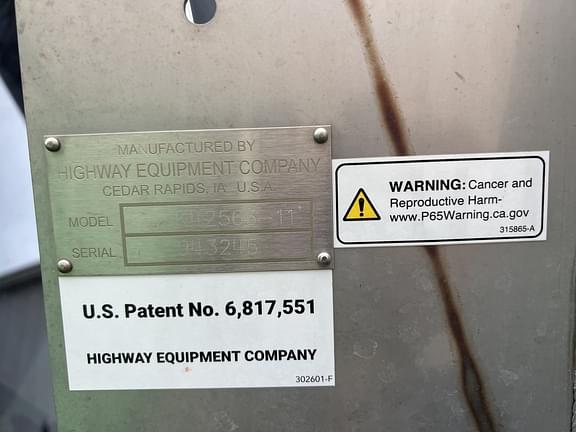 MANUFACTURED BY
HIGHWAY EQUIPMENT COMPANY
CEDAR RAPIDS, IA U.S.A.
MODEL
SERIAL
WARNING: Cancer and
Reproductive Harm-
www.P65Warning.ca.gov
315865-A
U.S. Patent No. 6,817,551
HIGHWAY EQUIPMENT COMPANY
302601-F